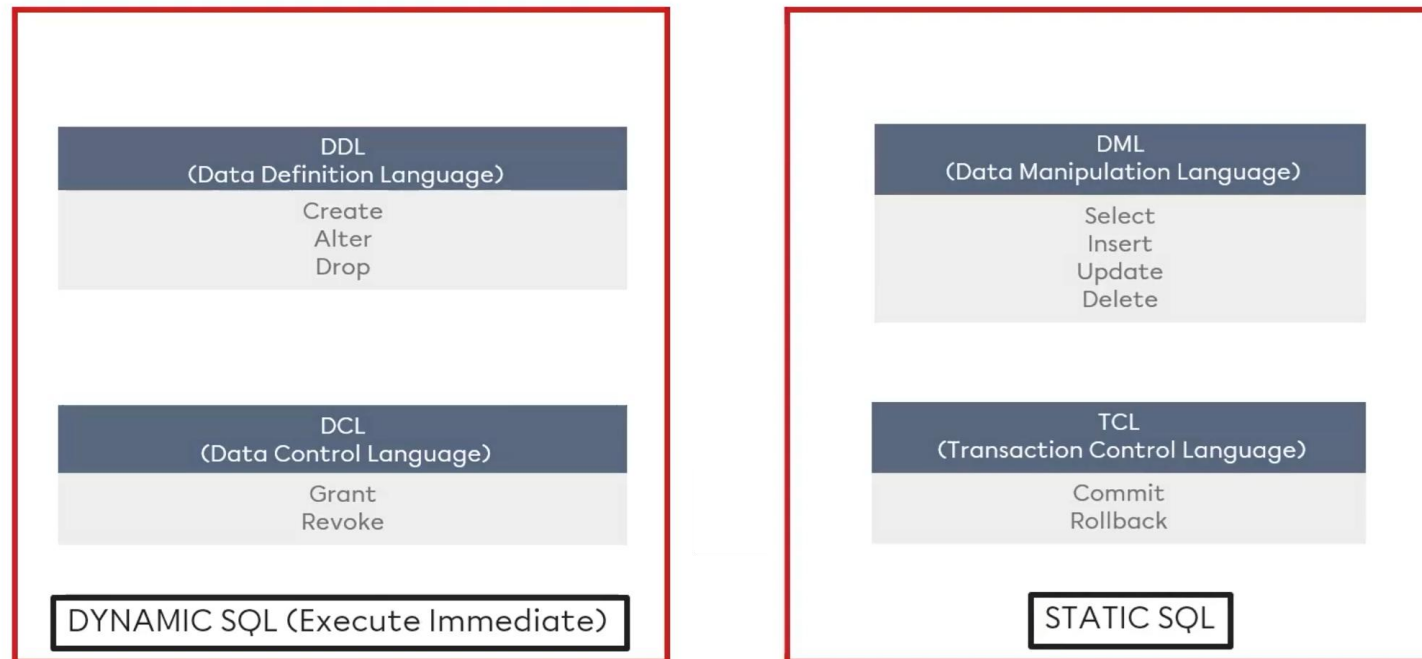 DDL
(Data Definition Language)
Create
Alter
Drop
DCL
(Data Control Language)
Grant
Revoke
DYNAMIC SQL (Execute Immediate)
DML
(Data Manipulation Language)
Select
Insert
Update
Delete
TCL
(Transaction Control Language)
Commit
Rollback
STATIC SQL